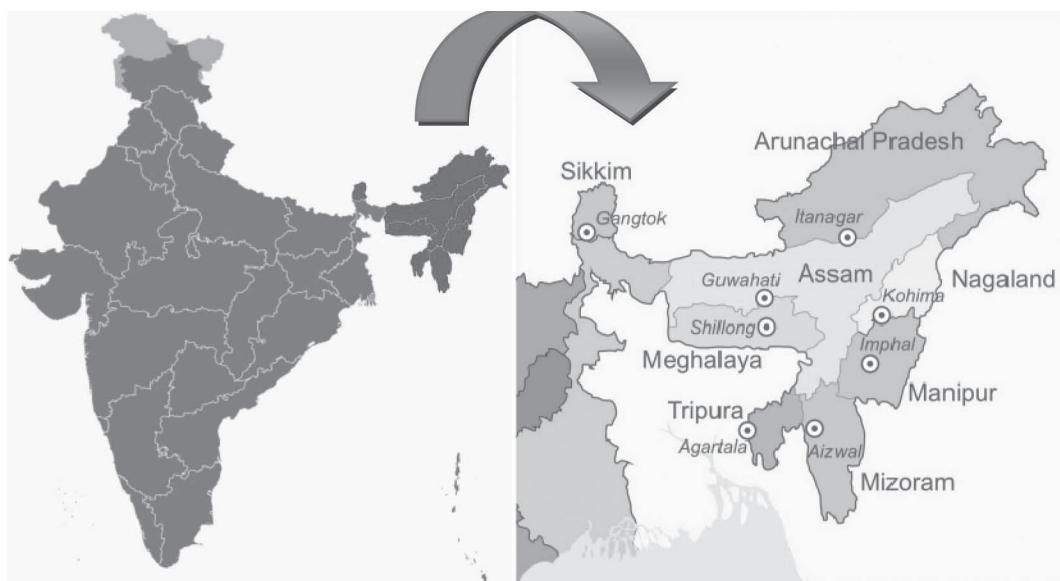 Arunachal Pradesh
Sikkim
Gangtok
Itanagar
Assam
Guwahati
Nagaland
Kohima
Shillong
Imphal
Meghalaya
Manipur
Tripura
Agartala
Aizwal
Mizoram